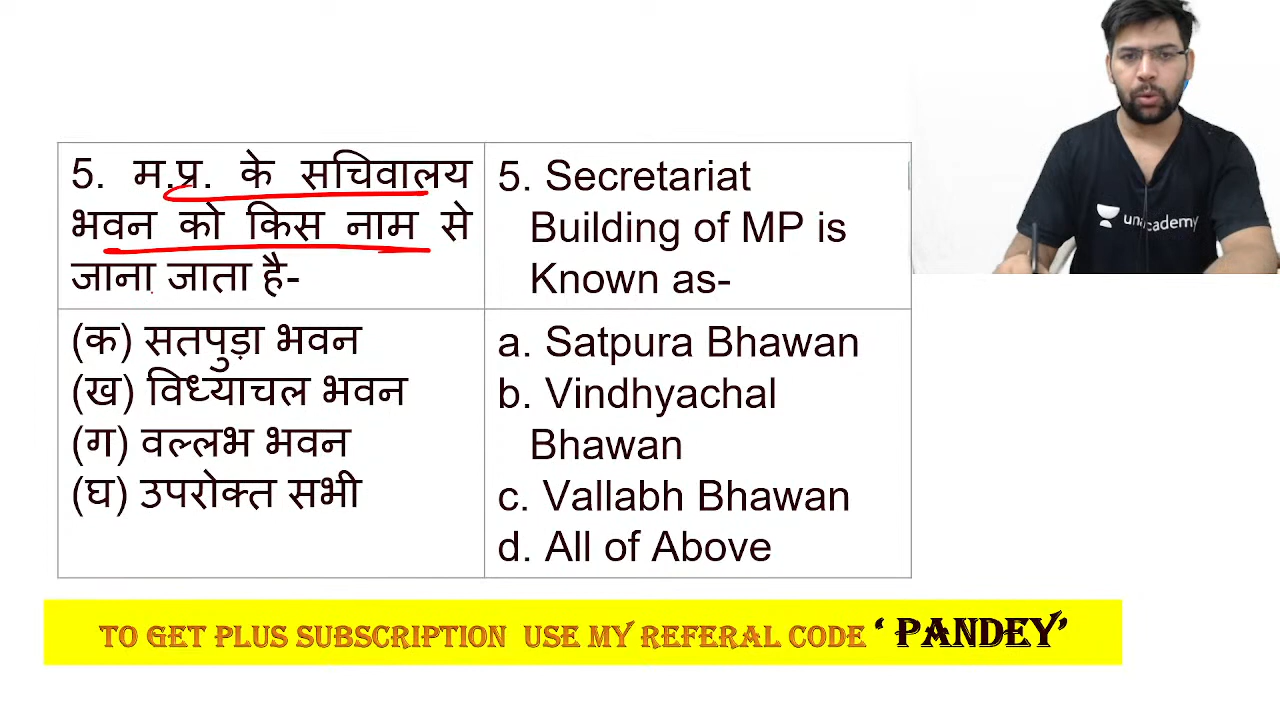 5. म.प्र. के सचिवालय
भवन को किस नाम से
जाना जाता है-
5. Secretariat
Building of MP is
Known as-
(क) सतपुड़ा भवन
(ख) विध्याचल भवन
(ग) वल्लभ भवन
(घ) उपरोक्त सभी
a. Satpura Bhawan
b. Vindhyachal
Bhawan
c. Vallabh Bhawan
d. All of Above
unacademy
TO GET PLUS SUBSCRIPTION USE MY REFERAL CODE ‘ PANDEY’